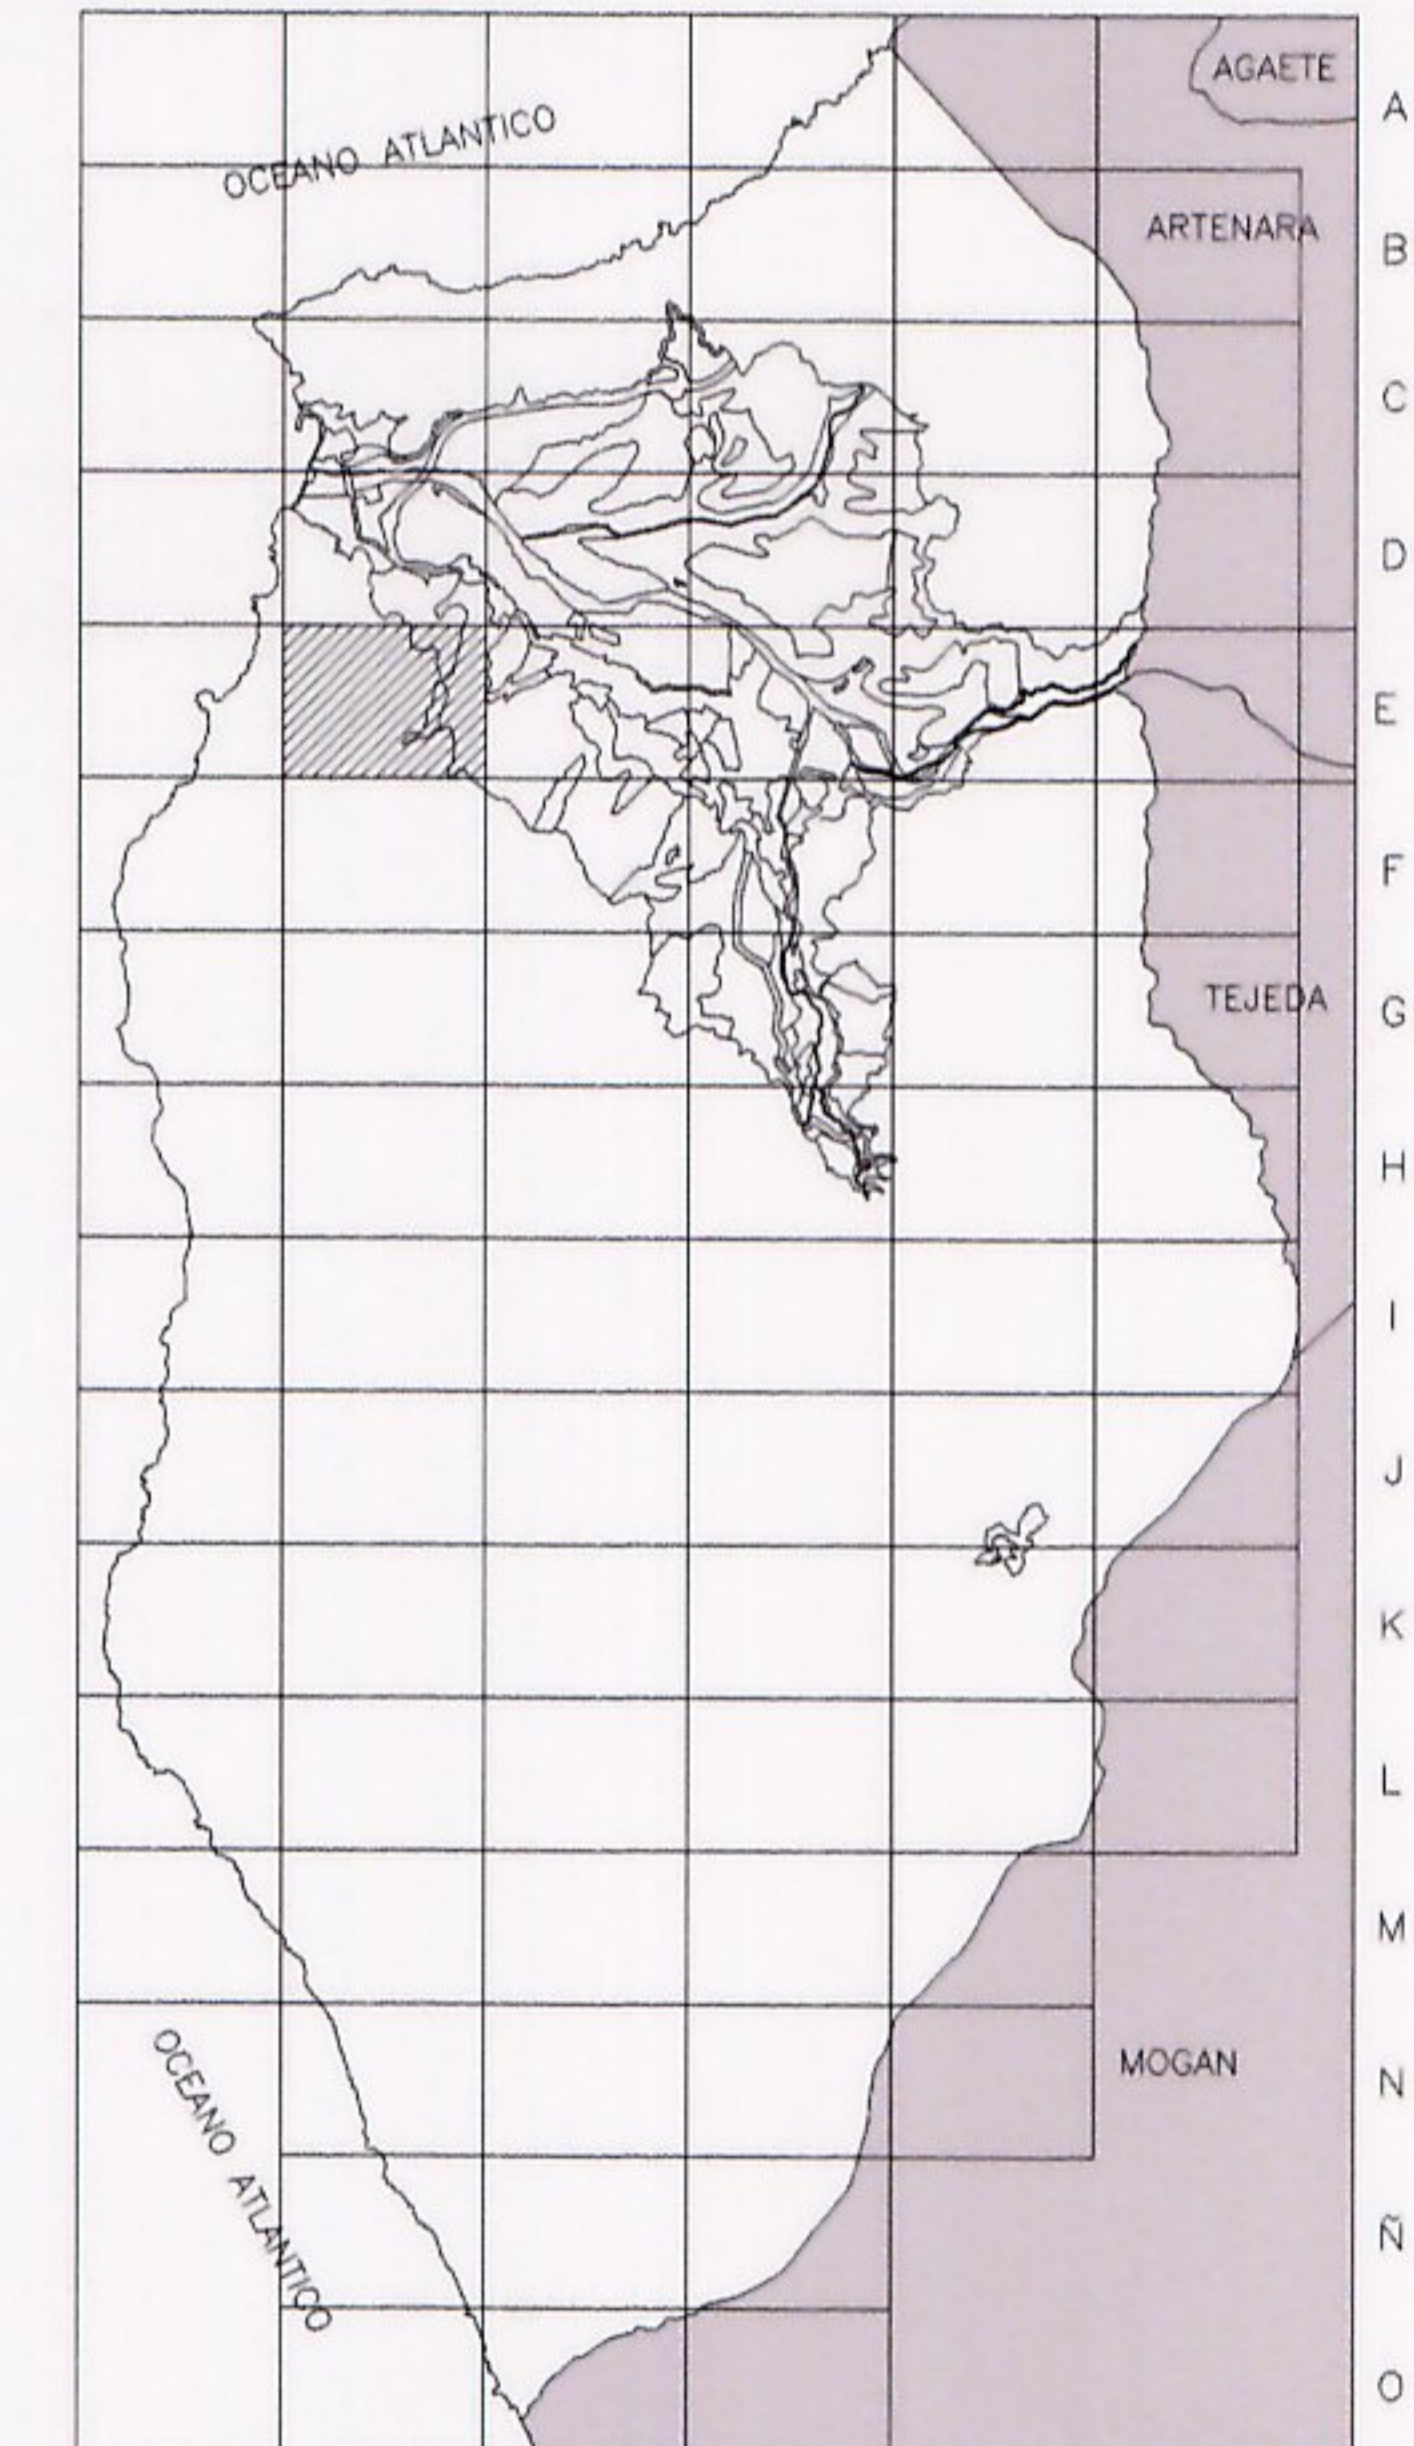 AGAETE
A
OCEANO ATLANTICO
ARTENARA
B
C
D
E
F
TEJEDA
G
H
I
J
K
L
M
OCEANO ATLANTICO
MOGAN
N
Ñ
O